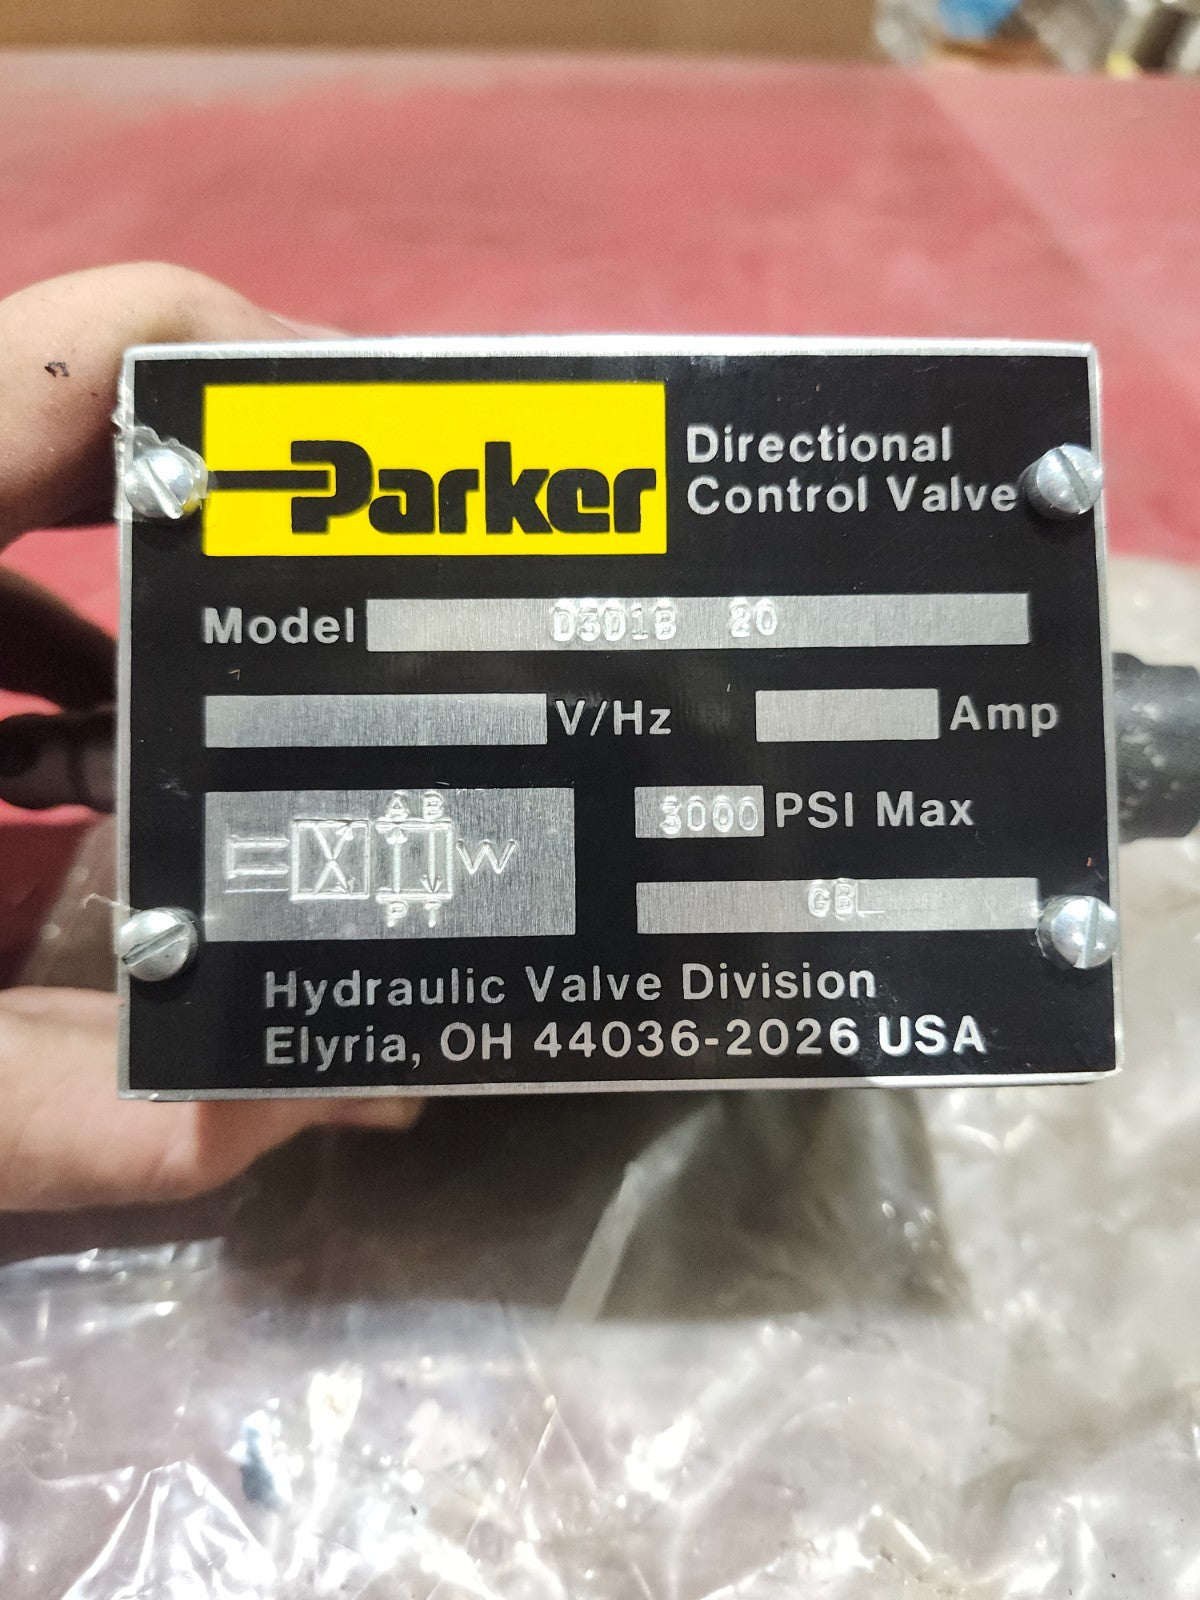 Parker
Directional
Control Valve
Model D3D1B 20
V/Hz Amp
A B
P T
3000 PSI Max
GBL
Hydraulic Valve Division
Elyria, OH 44036-2026 USA